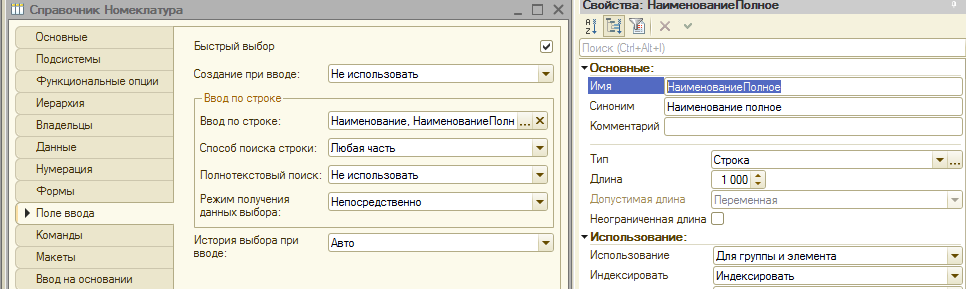 Справочник Номеклатура
Основные
Подсистемы
Функциональные опции
Иерархия
Владельцы
Данные
Нумерация
Формы
Поле ввода
Команды
Макеты
Ввод на основании
Быстрый выбор
Создание при вводе: Не использовать
Ввод по строке
Ввод по строке: Наименование, НаименованиеПолн ...
Способ поиска строки: Любая часть
Полнотекстовый поиск: Не использовать
Режим получения
данных выбора: Непосредственно
История выбора при
вводе: Авто
Свойства: НаименованиеПолное
Поиск (Ctrl+Alt+I)
Основные:
Имя НаименованиеПолное
Синоним Наименование полное
Комментарий
Тип Строка ...
Длина 1 000
Допустимая длина Переменная
Неограниченная длина
Использование:
Использование Для группы и элемента
Индексировать Индексировать